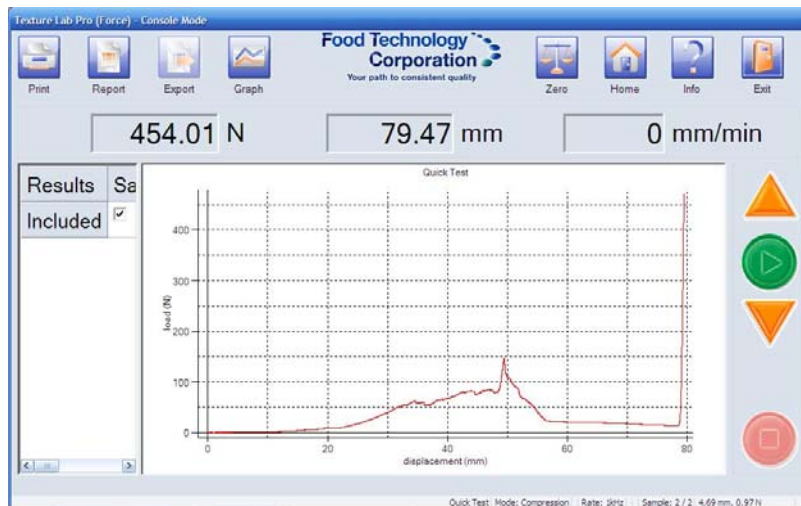 Texture Lab Pro (Force) - Console Mode
Print
Report
Export
Graph
Food Technology
Corporation
Your path to consistent quality
Zero
Home
Info
Exit
454.01 N
79.47 mm
0 mm/min
Results
Sa
Included
Quick Test
load (N)
400
300
200
100
0
0
20
40
60
80
displacement (mm)
Quick Test Mode: Compression Rate: 1kHz Sample: 2 / 2 4.69 mm, 0.97 N